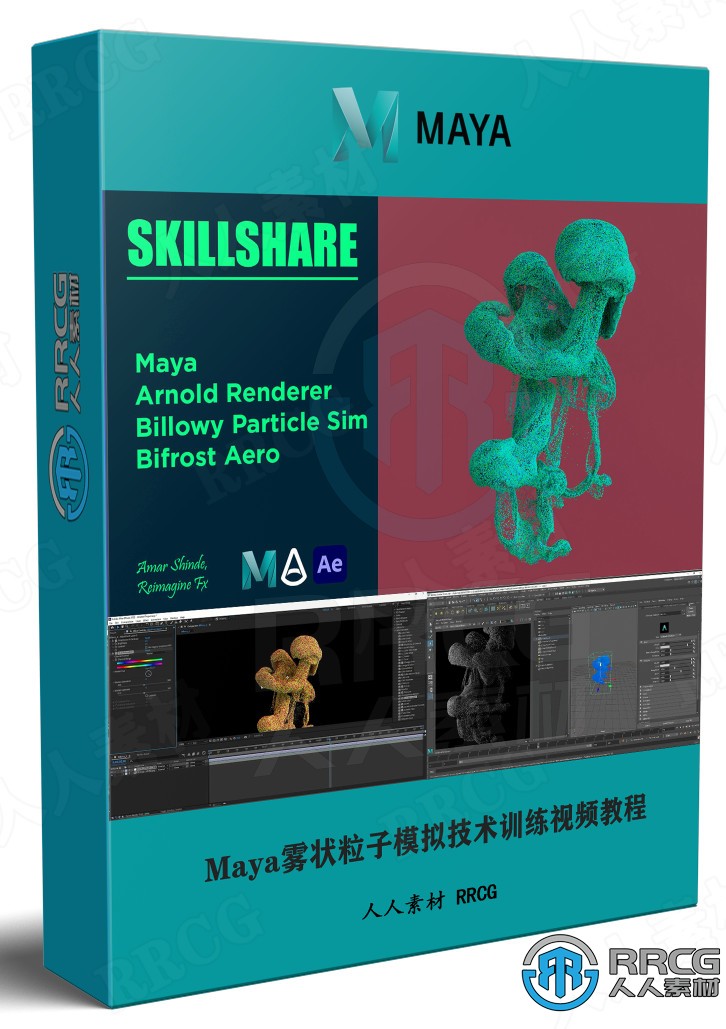 MAYA
SKILLSHARE
Maya
Arnold Renderer
Billowy Particle Sim
Bifrost Aero
Amar Shinde,
Reimagine Fx
Ae
RRCG
人人素材
Maya雾状粒子模拟技术训练视频教程
人人素材 RRCG
RRCG
人人素材